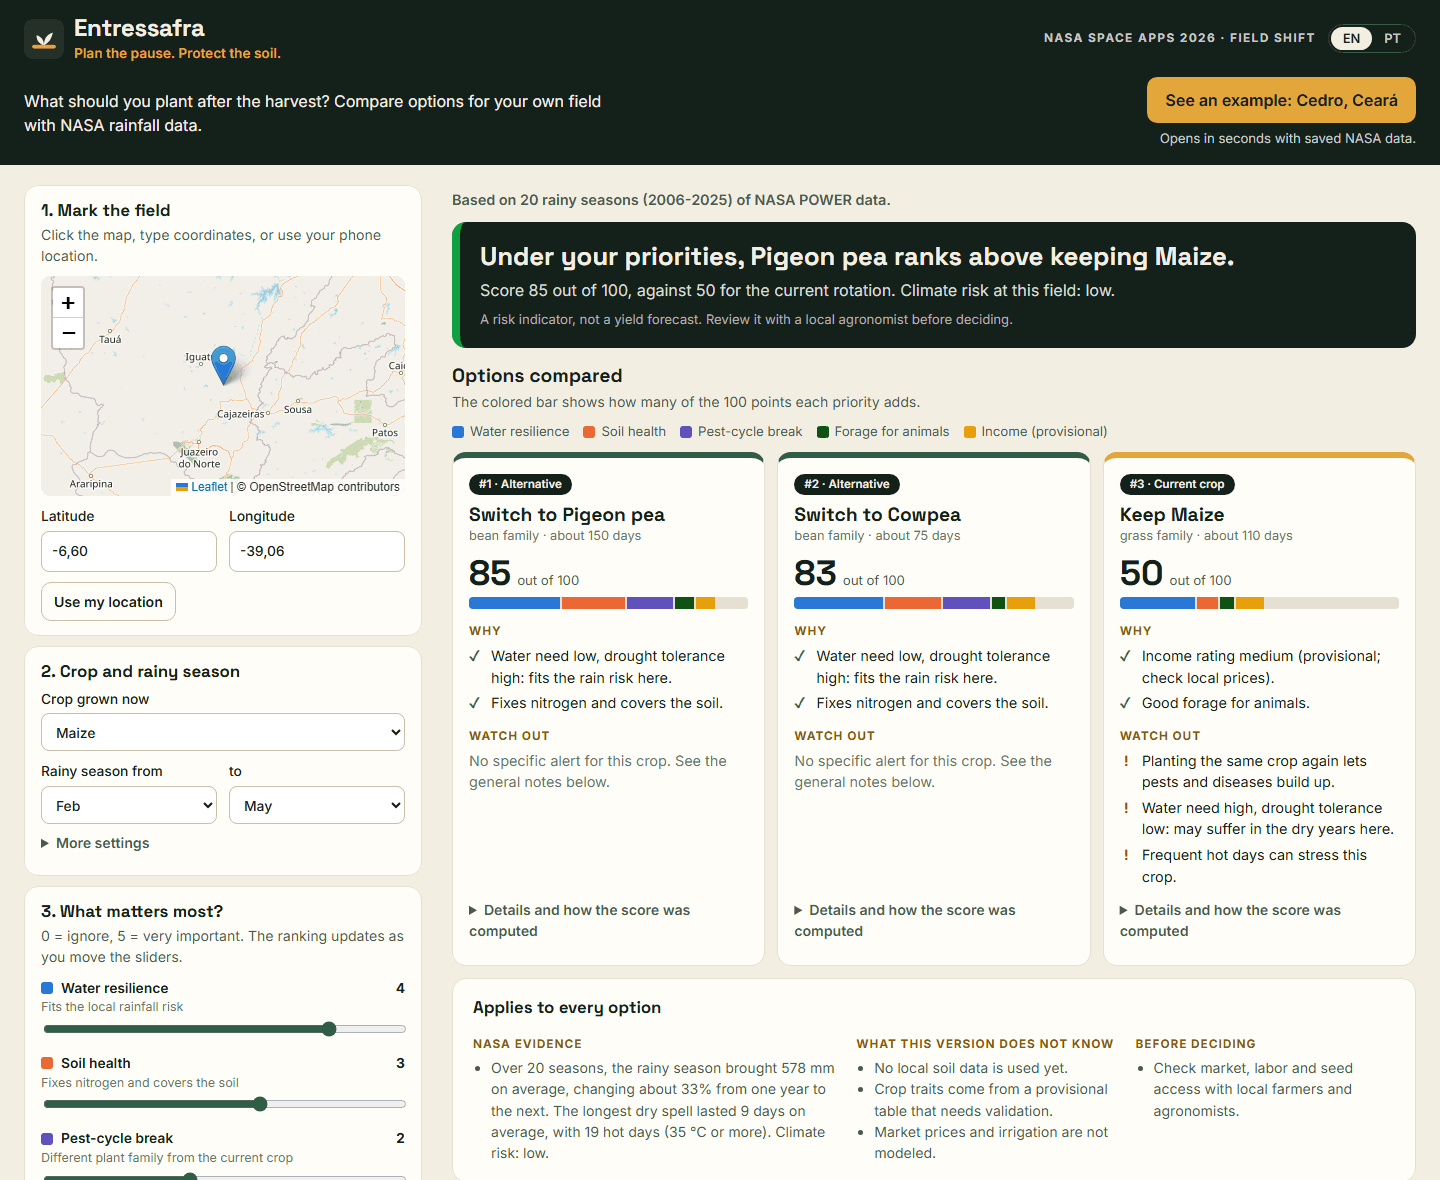 Entressafra
Plan the pause. Protect the soil.
NASA SPACE APPS 2026 · FIELD SHIFT
EN
PT
What should you plant after the harvest? Compare options for your own field
with NASA rainfall data.
See an example: Cedro, Ceará
Opens in seconds with saved NASA data.
1. Mark the field
Click the map, type coordinates, or use your phone
location.
+
−
Tauá
Iguat
Cajazeiras
Sousa
Patos
Juazeiro
do Norte
Araripina
Leaflet | © OpenStreetMap contributors
Latitude
Longitude
-6,60
-39,06
Use my location
2. Crop and rainy season
Crop grown now
Maize
Rainy season from
to
Feb
May
More settings
3. What matters most?
0 = ignore, 5 = very important. The ranking updates as
you move the sliders.
Water resilience
4
Fits the local rainfall risk
Soil health
3
Fixes nitrogen and covers the soil
Pest-cycle break
2
Different plant family from the current crop
Based on 20 rainy seasons (2006-2025) of NASA POWER data.
Under your priorities, Pigeon pea ranks above keeping Maize.
Score 85 out of 100, against 50 for the current rotation. Climate risk at this field: low.
A risk indicator, not a yield forecast. Review it with a local agronomist before deciding.
Options compared
The colored bar shows how many of the 100 points each priority adds.
Water resilience
Soil health
Pest-cycle break
Forage for animals
Income (provisional)
#1 · Alternative
Switch to Pigeon pea
bean family · about 150 days
85 out of 100
WHY
✓ Water need low, drought tolerance
high: fits the rain risk here.
✓ Fixes nitrogen and covers the soil.
WATCH OUT
No specific alert for this crop. See the
general notes below.
Details and how the score was
computed
#2 · Alternative
Switch to Cowpea
bean family · about 75 days
83 out of 100
WHY
✓ Water need low, drought tolerance
high: fits the rain risk here.
✓ Fixes nitrogen and covers the soil.
WATCH OUT
No specific alert for this crop. See the
general notes below.
Details and how the score was
computed
#3 · Current crop
Keep Maize
grass family · about 110 days
50 out of 100
WHY
✓ Income rating medium (provisional;
check local prices).
✓ Good forage for animals.
WATCH OUT
! Planting the same crop again lets
pests and diseases build up.
! Water need high, drought tolerance
low: may suffer in the dry years here.
! Frequent hot days can stress this
crop.
Details and how the score was
computed
Applies to every option
NASA EVIDENCE
• Over 20 seasons, the rainy season brought 578 mm
on average, changing about 33% from one year to
the next. The longest dry spell lasted 9 days on
average, with 19 hot days (35 °C or more). Climate
risk: low.
WHAT THIS VERSION DOES NOT KNOW
• No local soil data is used yet.
• Crop traits come from a provisional
table that needs validation.
• Market prices and irrigation are not
modeled.
BEFORE DECIDING
• Check market, labor and seed
access with local farmers and
agronomists.